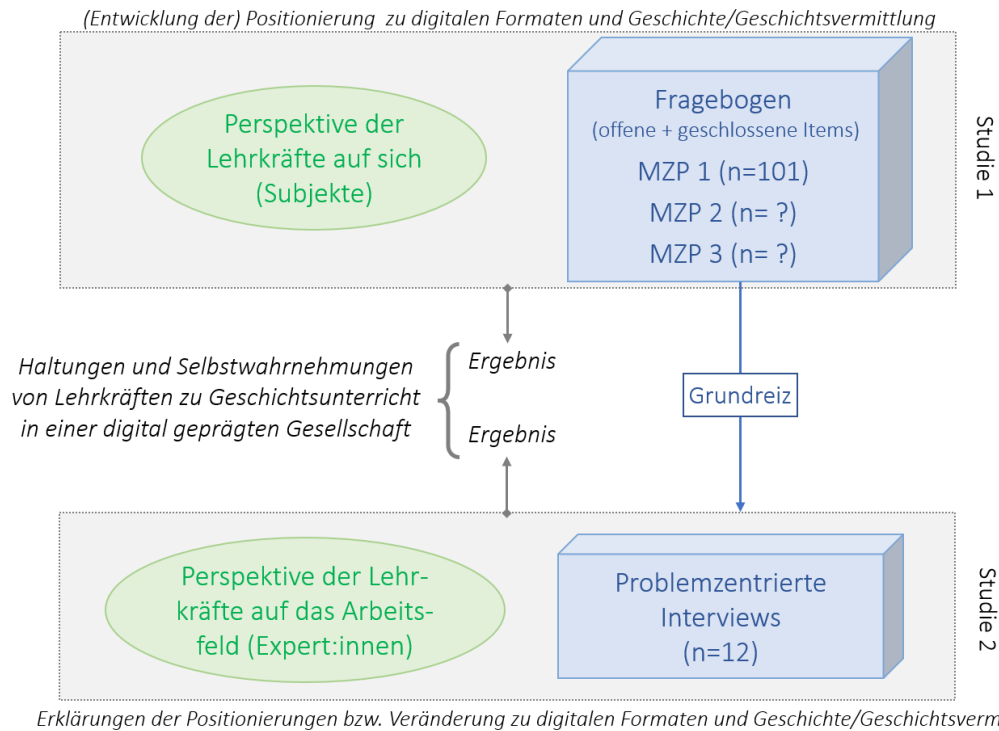 (Entwicklung der) Positionierung zu digitalen Formaten und Geschichte/Geschichtsvermittlung
Perspektive der
Lehrkräfte auf sich
(Subjekte)
Fragebogen
(offene + geschlossene Items)
MZP 1 (n=101)
MZP 2 (n= ?)
MZP 3 (n= ?)
Studie 1
Haltungen und Selbstwahrnehmungen
von Lehrkräften zu Geschichtsunterricht
in einer digital geprägten Gesellschaft
Ergebnis
Ergebnis
Grundreiz
Perspektive der Lehr-
kräfte auf das Arbeits-
feld (Expert:innen)
Problemzentrierte
Interviews
(n=12)
Studie 2
Erklärungen der Positionierungen bzw. Veränderung zu digitalen Formaten und Geschichte/Geschichtsverm